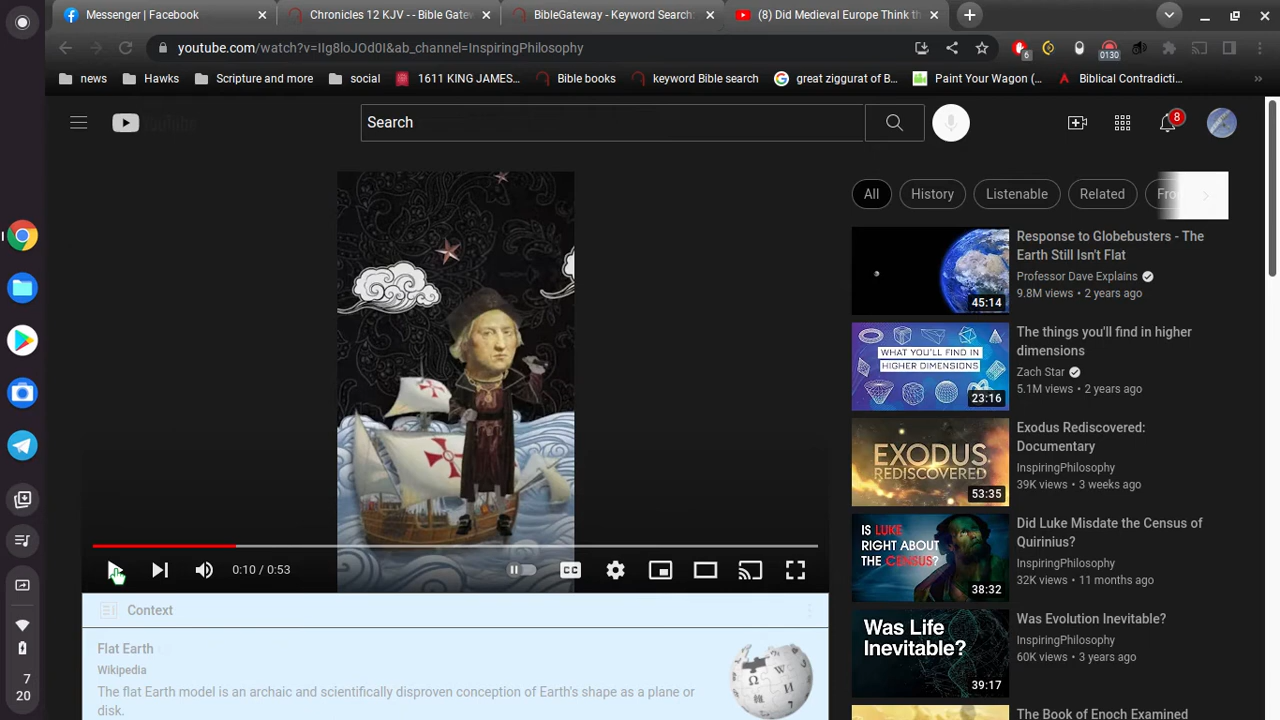 Messenger | Facebook
Chronicles 12 KJV - - Bible Gatew
BibleGateway - Keyword Search:
(8) Did Medieval Europe Think th
youtube.com/watch?v=IIg8loJOd0I&ab_channel=InspiringPhilosophy
6
0130
news
Hawks
Scripture and more
social
1611 KING JAMES...
Bible books
keyword Bible search
great ziggurat of B...
Paint Your Wagon (...
Biblical Contradicti...
»
YouTube
Search
8
All
History
Listenable
Related
Fro
Response to Globebusters - The
Earth Still Isn't Flat
Professor Dave Explains
9.8M views • 2 years ago
45:14
WHAT YOU'LL FIND IN
HIGHER DIMENSIONS
23:16
The things you'll find in higher
dimensions
Zach Star
5.1M views • 2 years ago
EXODUS
REDISCOVERED
53:35
Exodus Rediscovered:
Documentary
InspiringPhilosophy
39K views • 3 weeks ago
IS LUKE
RIGHT ABOUT
THE CENSUS?
38:32
Did Luke Misdate the Census of
Quirinius?
InspiringPhilosophy
32K views • 11 months ago
Was Life
Inevitable?
39:17
Was Evolution Inevitable?
InspiringPhilosophy
60K views • 3 years ago
The Book of Enoch Examined
0:10 / 0:53
CC
Context
Flat Earth
Wikipedia
The flat Earth model is an archaic and scientifically disproven conception of Earth's shape as a plane or
disk.
7
20